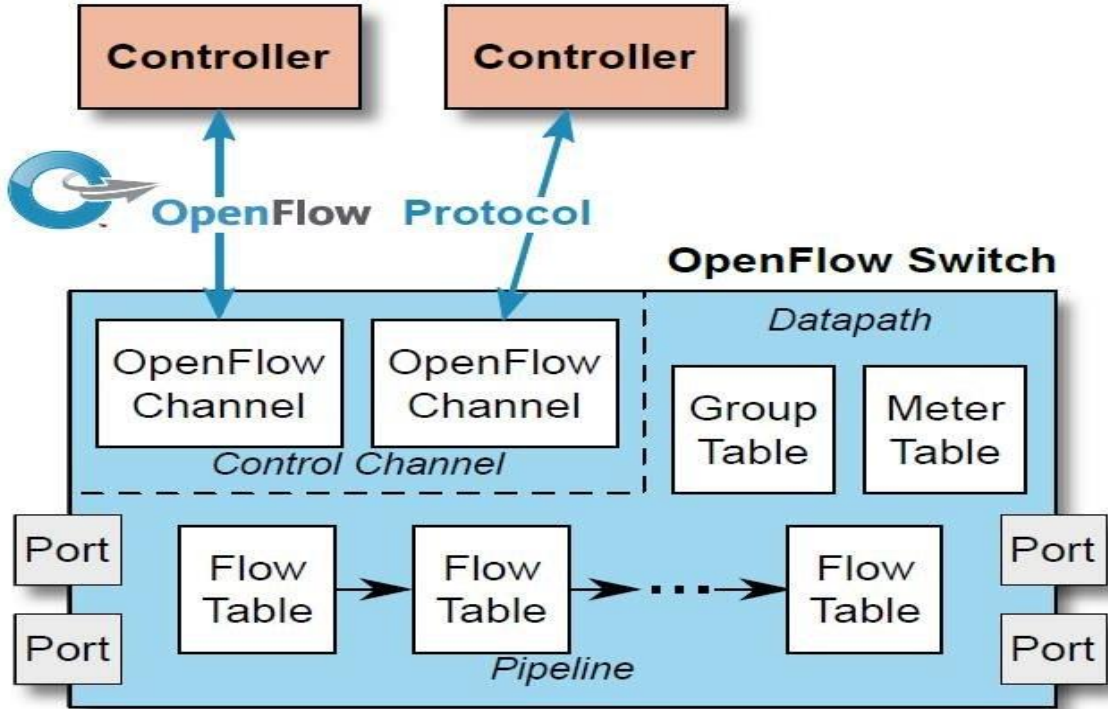 Controller
Controller
OpenFlow Protocol
OpenFlow Switch
Datapath
OpenFlow
Channel
OpenFlow
Channel
Control Channel
Group
Table
Meter
Table
Port
Port
Flow
Table
Flow
Table
Flow
Table
Port
Port
Pipeline